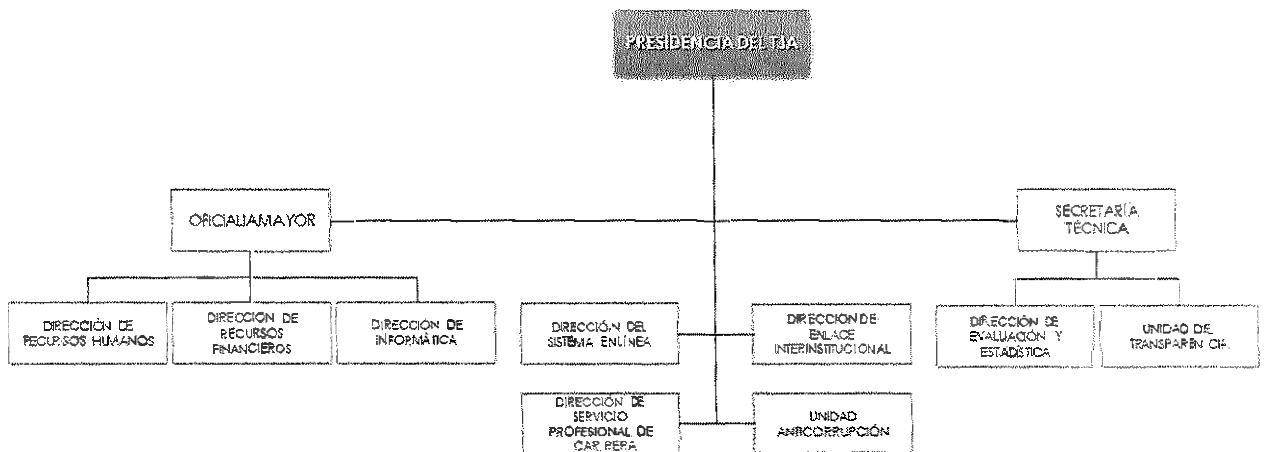 PRESIDENCIA DEL TJA
OFICIALIA MAYOR
SECRETARÍA
TÉCNICA
DIRECCIÓN DE
RECURSOS HUMANOS
DIRECCIÓN DE
RECURSOS
FINANCIEROS
DIRECCIÓN DE
INFORMÁTICA
DIRECCIÓN DEL
SISTEMA EN LÍNEA
DIRECCIÓN DE
ENLACE
INTERINSTITUCIONAL
DIRECCIÓN DE
EVALUACIÓN Y
ESTADÍSTICA
UNIDAD DE
TRANSPARENCIA
DIRECCIÓN DE
SERVICIO
PROFESIONAL DE
CARRERA
UNIDAD
ANTICORRUPCIÓN